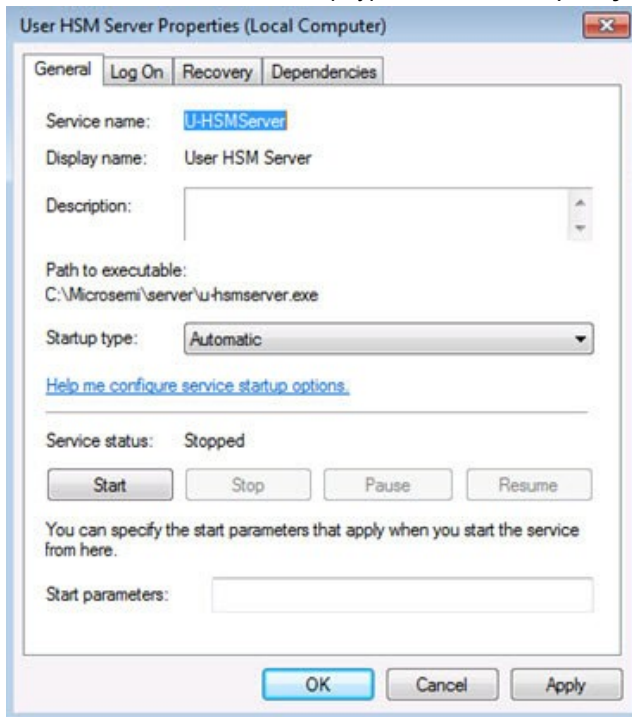 User HSM Server Properties (Local Computer)
General Log On Recovery Dependencies
Service name: U-HSMServer
Display name: User HSM Server
Description:
Path to executable:
C:\Microsemi\server\u-hsmserver.exe
Startup type: Automatic
Help me configure service startup options.
Service status: Stopped
Start Stop Pause Resume
You can specify the start parameters that apply when you start the service
from here.
Start parameters:
OK Cancel Apply